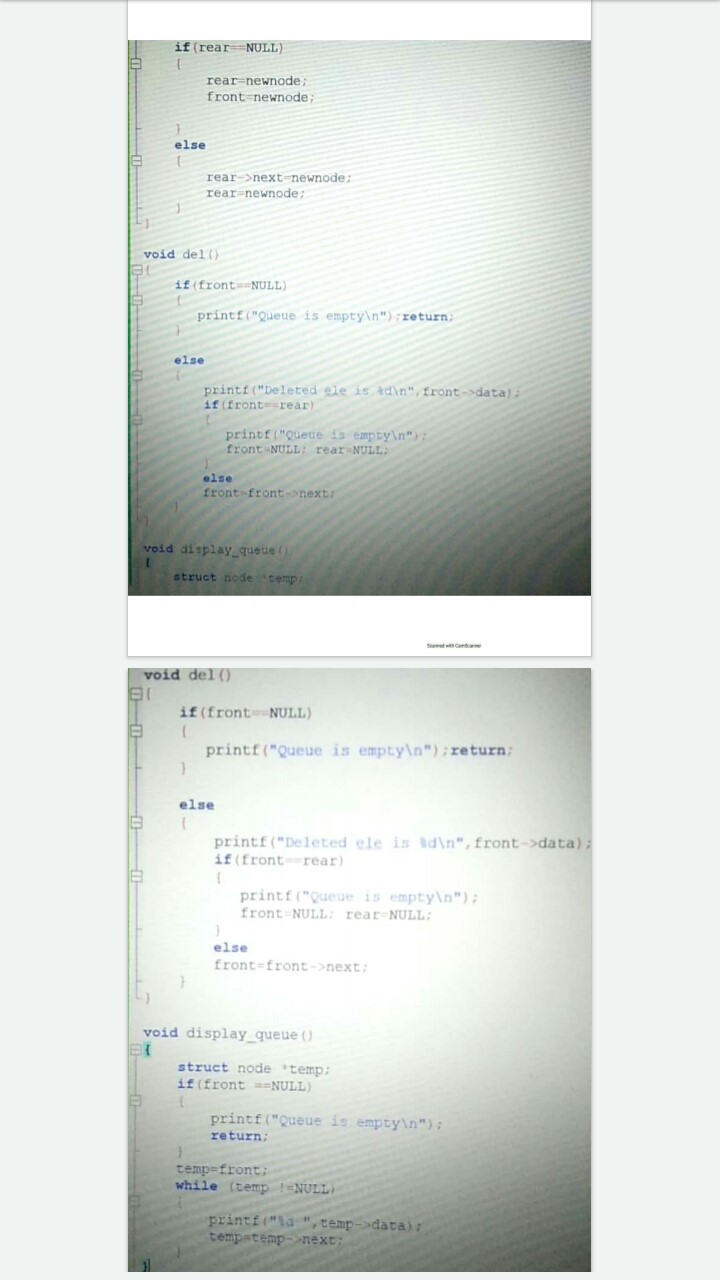 if(rear==NULL)
{
rear=newnode;
front=newnode;
}
else
{
rear->next=newnode;
rear=newnode;
}
}
void del()
{
if(front==NULL)
{
printf("Queue is empty\n");return;
}
else
{
printf("Deleted ele is %d\n",front->data);
if(front==rear)
{
printf("Queue is empty\n");
front=NULL; rear=NULL;
}
else
front=front->next;
}
}
void display_queue()
{
struct node *temp;
Scanned with CamScanner
void del()
{
if(front==NULL)
{
printf("Queue is empty\n");return;
}
else
{
printf("Deleted ele is %d\n",front->data);
if(front==rear)
{
printf("Queue is empty\n");
front=NULL; rear=NULL;
}
else
front=front->next;
}
}
void display_queue()
{
struct node *temp;
if(front ==NULL)
{
printf("Queue is empty\n");
return;
}
temp=front;
while (temp !=NULL)
{
printf("%d ",temp->data);
temp=temp->next;
}
}